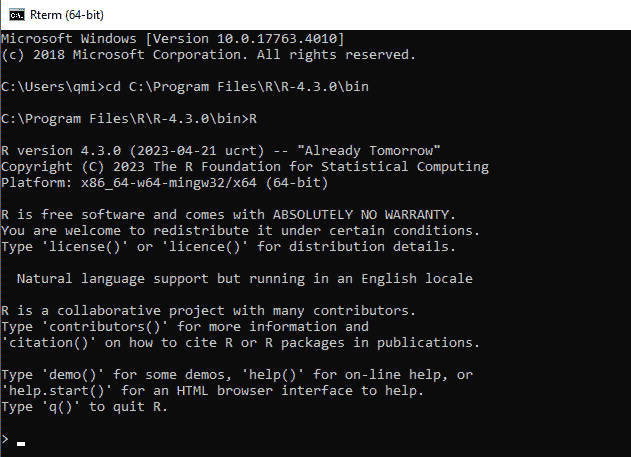 Rterm (64-bit)
Microsoft Windows [Version 10.0.17763.4010]
(c) 2018 Microsoft Corporation. All rights reserved.
C:\Users\qmi>cd C:\Program Files\R\R-4.3.0\bin
C:\Program Files\R\R-4.3.0\bin>R
R version 4.3.0 (2023-04-21 ucrt) -- "Already Tomorrow"
Copyright (C) 2023 The R Foundation for Statistical Computing
Platform: x86_64-w64-mingw32/x64 (64-bit)
R is free software and comes with ABSOLUTELY NO WARRANTY.
You are welcome to redistribute it under certain conditions.
Type 'license()' or 'licence()' for distribution details.
Natural language support but running in an English locale
R is a collaborative project with many contributors.
Type 'contributors()' for more information and
'citation()' on how to cite R or R packages in publications.
Type 'demo()' for some demos, 'help()' for on-line help, or
'help.start()' for an HTML browser interface to help.
Type 'q()' to quit R.
>